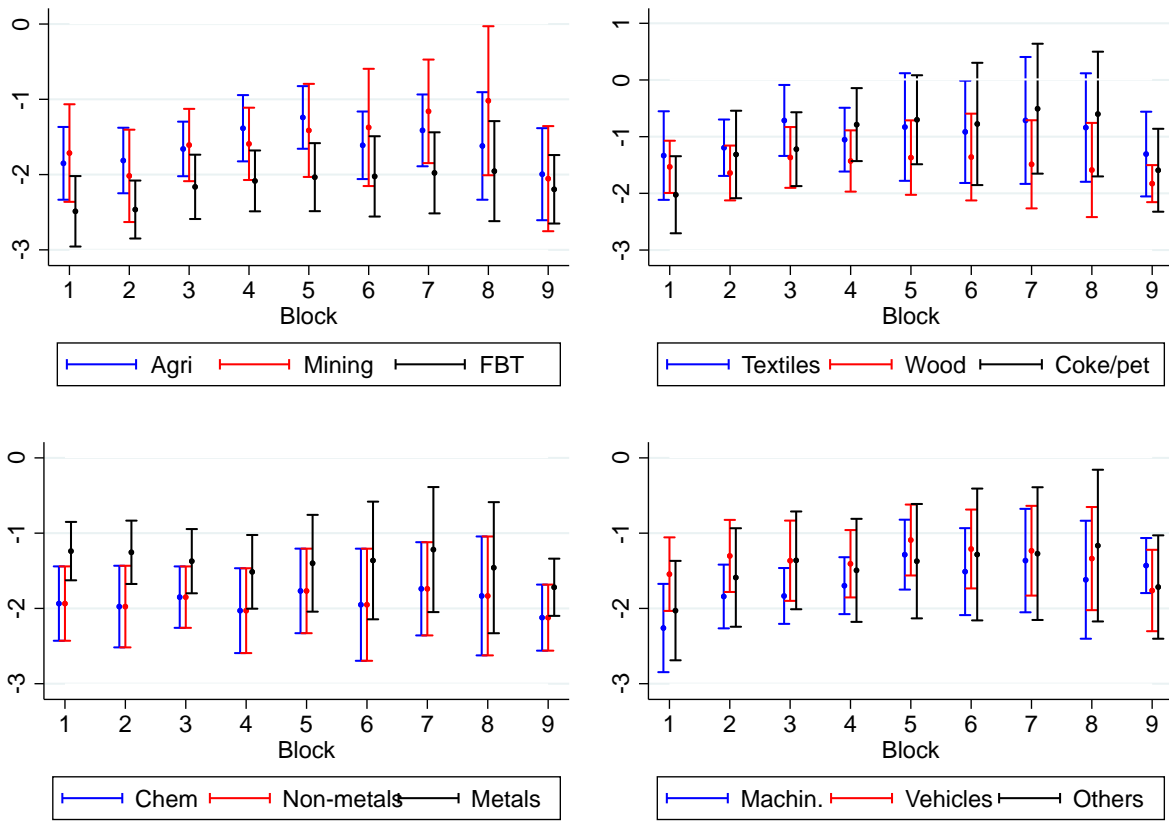 0
-1
-2
-3
1 2 3 4 5 6 7 8 9
Block
Agri Mining FBT
1
0
-1
-2
-3
1 2 3 4 5 6 7 8 9
Block
Textiles Wood Coke/pet
0
-1
-2
-3
1 2 3 4 5 6 7 8 9
Block
Chem Non-metals Metals
0
-1
-2
-3
1 2 3 4 5 6 7 8 9
Block
Machin. Vehicles Others